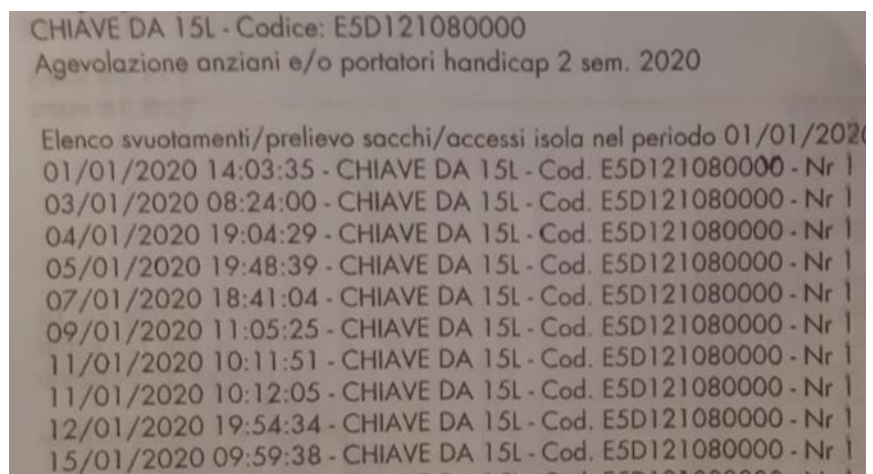 CHIAVE DA 15L - Codice: E5D121080000
Agevolazione anziani e/o portatori handicap 2 sem. 2020
Elenco svuotamenti/prelievo sacchi/accessi isola nel periodo 01/01/2020
01/01/2020 14:03:35 - CHIAVE DA 15L - Cod. E5D121080000 - Nr 1
03/01/2020 08:24:00 - CHIAVE DA 15L - Cod. E5D121080000 - Nr 1
04/01/2020 19:04:29 - CHIAVE DA 15L - Cod. E5D121080000 - Nr 1
05/01/2020 19:48:39 - CHIAVE DA 15L - Cod. E5D121080000 - Nr 1
07/01/2020 18:41:04 - CHIAVE DA 15L - Cod. E5D121080000 - Nr 1
09/01/2020 11:05:25 - CHIAVE DA 15L - Cod. E5D121080000 - Nr 1
11/01/2020 10:11:51 - CHIAVE DA 15L - Cod. E5D121080000 - Nr 1
11/01/2020 10:12:05 - CHIAVE DA 15L - Cod. E5D121080000 - Nr 1
12/01/2020 19:54:34 - CHIAVE DA 15L - Cod. E5D121080000 - Nr 1
15/01/2020 09:59:38 - CHIAVE DA 15L - Cod. E5D121080000 - Nr 1